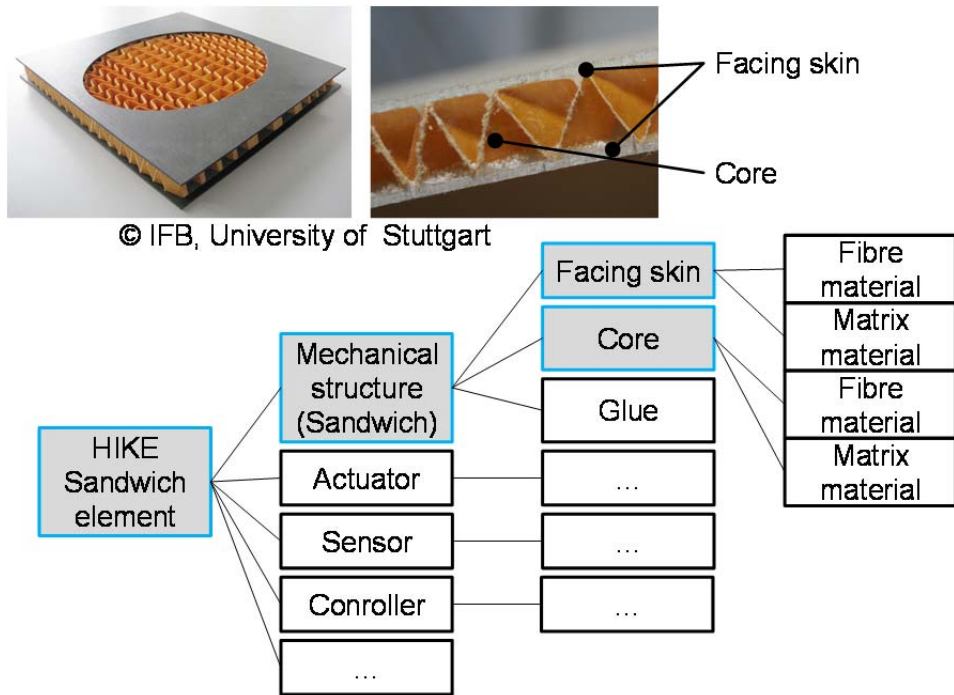 Facing skin
Core
© IFB, University of Stuttgart
Facing skin
Fibre
material
Matrix
material
Core
Fibre
material
Matrix
material
Mechanical
structure
(Sandwich)
Glue
HIKE
Sandwich
element
Actuator
...
Sensor
...
Conroller
...
...